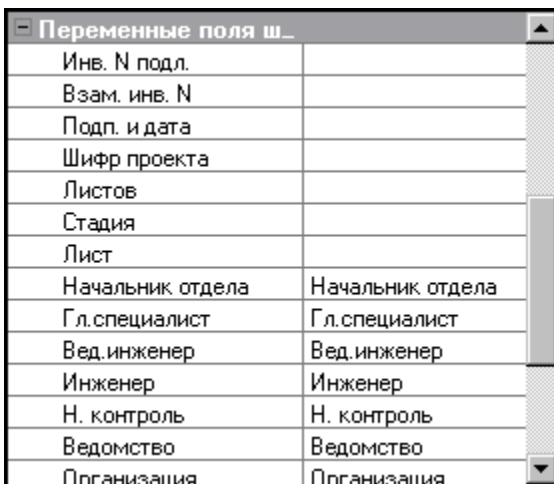 Переменные поля ш...
Инв. N подл.
Взам. инв. N
Подп. и дата
Шифр проекта
Листов
Стадия
Лист
Начальник отдела Начальник отдела
Гл.специалист Гл.специалист
Вед.инженер Вед.инженер
Инженер Инженер
Н. контроль Н. контроль
Ведомство Ведомство
Организация Организация